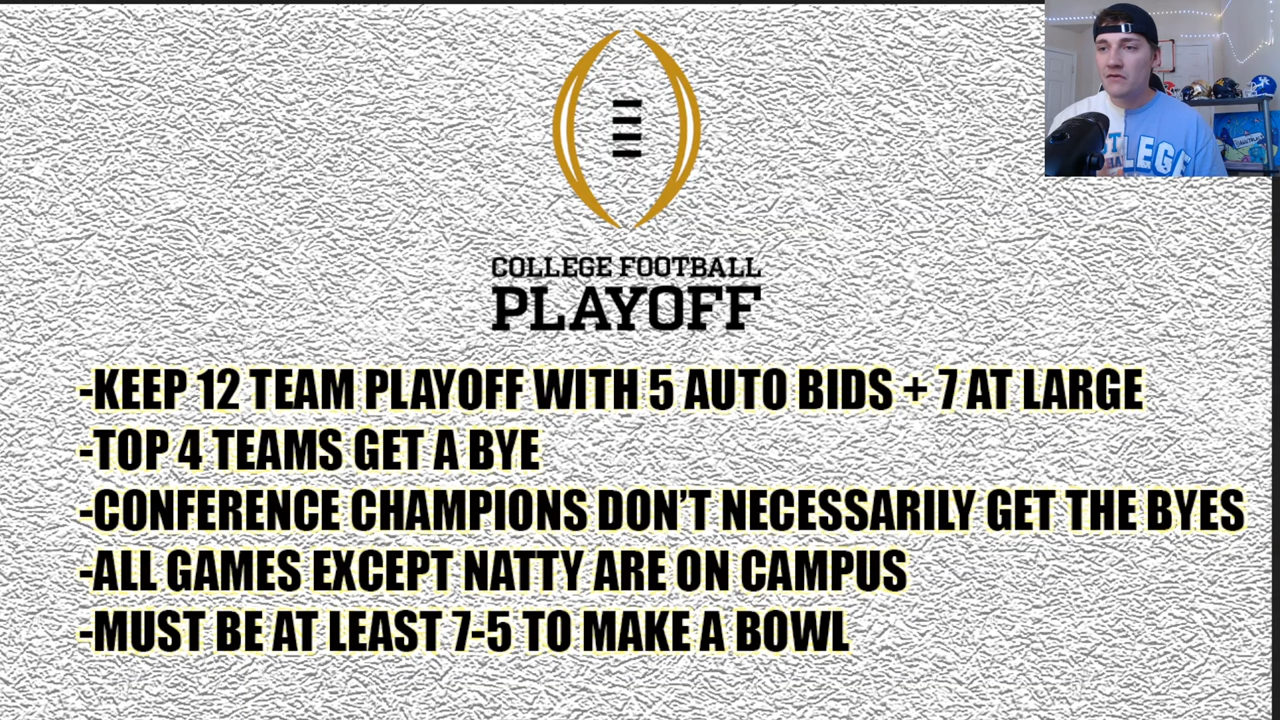 COLLEGE FOOTBALL
PLAYOFF
-KEEP 12 TEAM PLAYOFF WITH 5 AUTO BIDS + 7 AT LARGE
-TOP 4 TEAMS GET A BYE
-CONFERENCE CHAMPIONS DON'T NECESSARILY GET THE BYES
-ALL GAMES EXCEPT NATTY ARE ON CAMPUS
-MUST BE AT LEAST 7-5 TO MAKE A BOWL